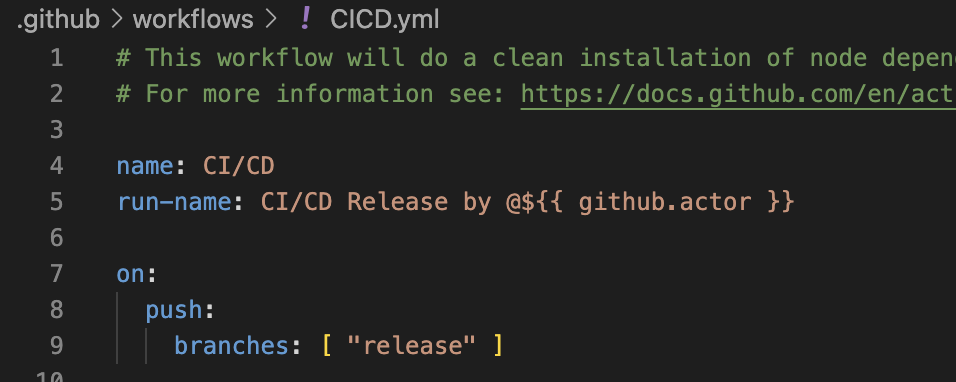 .github > workflows > ! CICD.yml
1 # This workflow will do a clean installation of node
2 # For more information see: https://docs.github.com/en/
3
4 name: CI/CD
5 run-name: CI/CD Release by @${{ github.actor }}
6
7 on:
8 push:
9 branches: [ "release" ]
10